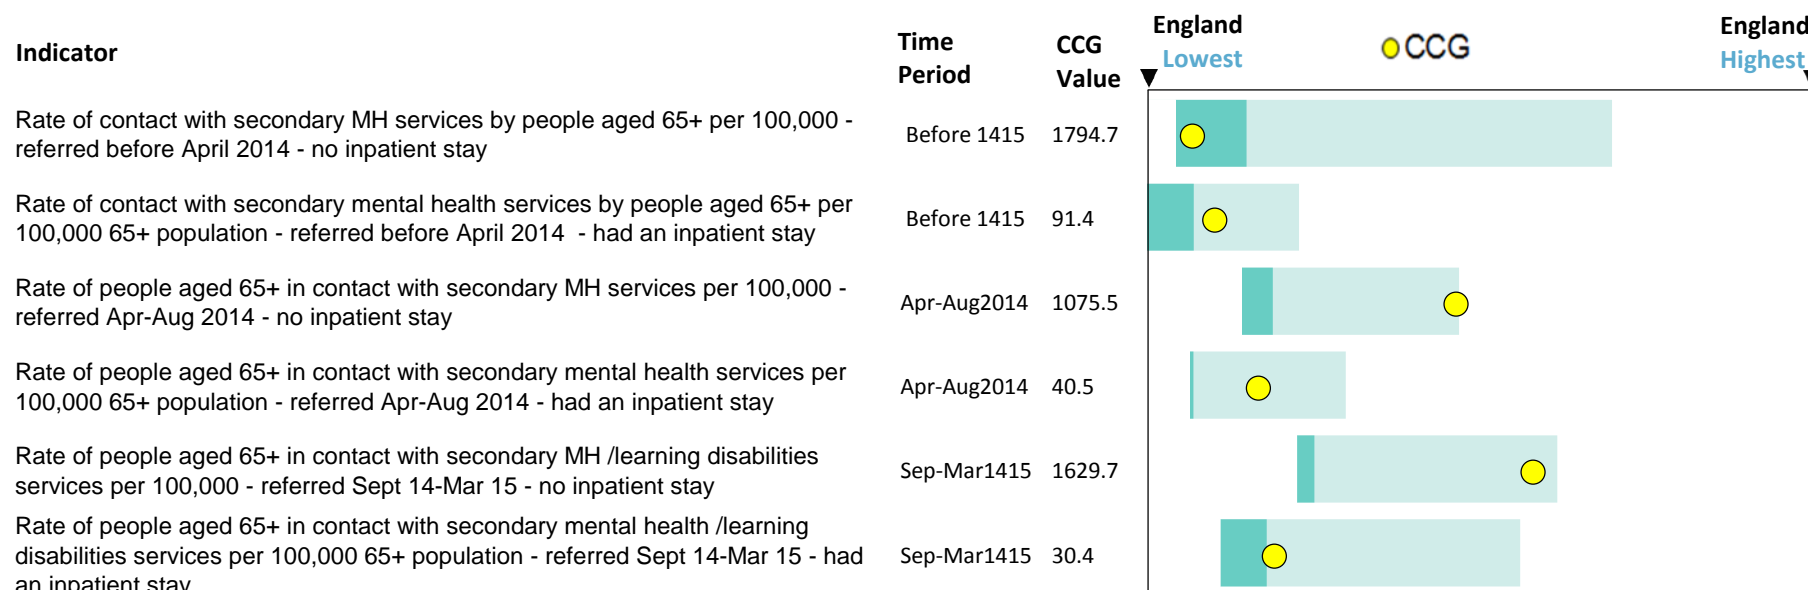 Indicator
Time Period
CCG Value
England Lowest
CCG
England Highest
Rate of contact with secondary MH services by people aged 65+ per 100,000 -
referred before April 2014 - no inpatient stay
Before 1415 1794.7
Rate of contact with secondary mental health services by people aged 65+ per
100,000 65+ population - referred before April 2014 - had an inpatient stay
Before 1415 91.4
Rate of people aged 65+ in contact with secondary MH services per 100,000 -
referred Apr-Aug 2014 - no inpatient stay
Apr-Aug2014 1075.5
Rate of people aged 65+ in contact with secondary mental health services per
100,000 65+ population - referred Apr-Aug 2014 - had an inpatient stay
Apr-Aug2014 40.5
Rate of people aged 65+ in contact with secondary MH /learning disabilities
services per 100,000 - referred Sept 14-Mar 15 - no inpatient stay
Sep-Mar1415 1629.7
Rate of people aged 65+ in contact with secondary mental health /learning
disabilities services per 100,000 65+ population - referred Sept 14-Mar 15 - had
an inpatient stay
Sep-Mar1415 30.4